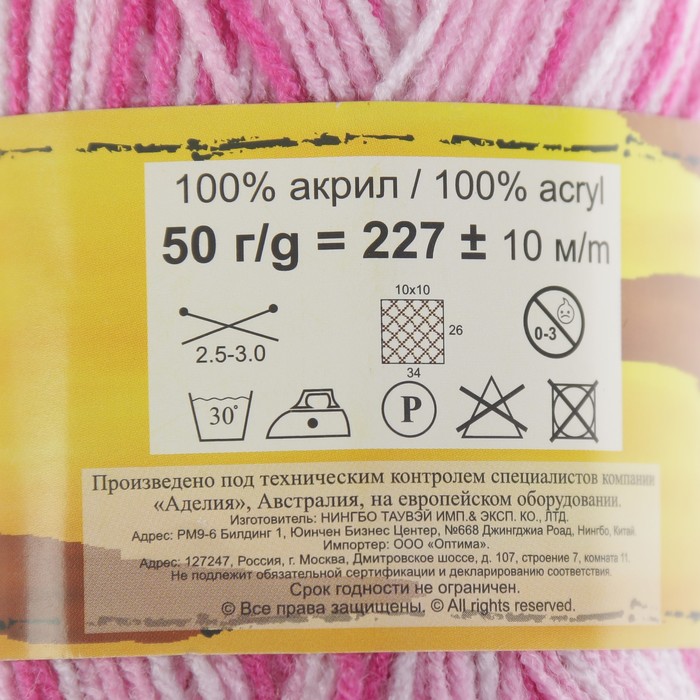 100% акрил / 100% acryl
50 г/g = 227 ± 10 м/m
10x10
26
34
2.5-3.0
0-3
30°
P
Произведено под техническим контролем специалистов компании
«Аделия», Австралия, на европейском оборудовании.
Изготовитель: НИНГБО ТАУВЭЙ ИМП.& ЭКСП. КО., ЛТД.
Адрес: РМ9-6 Билдинг 1, Юинчен Бизнес Центер, №668 Джингджиа Роад, Нингбо, Китай.
Импортер: ООО «Оптима».
Адрес: 127247, Россия, г. Москва, Дмитровское шоссе, д. 107, строение 7, комната 11.
Не подлежит обязательной сертификации и декларированию соответствия.
Срок годности не ограничен.
© Все права защищены, © All rights reserved.